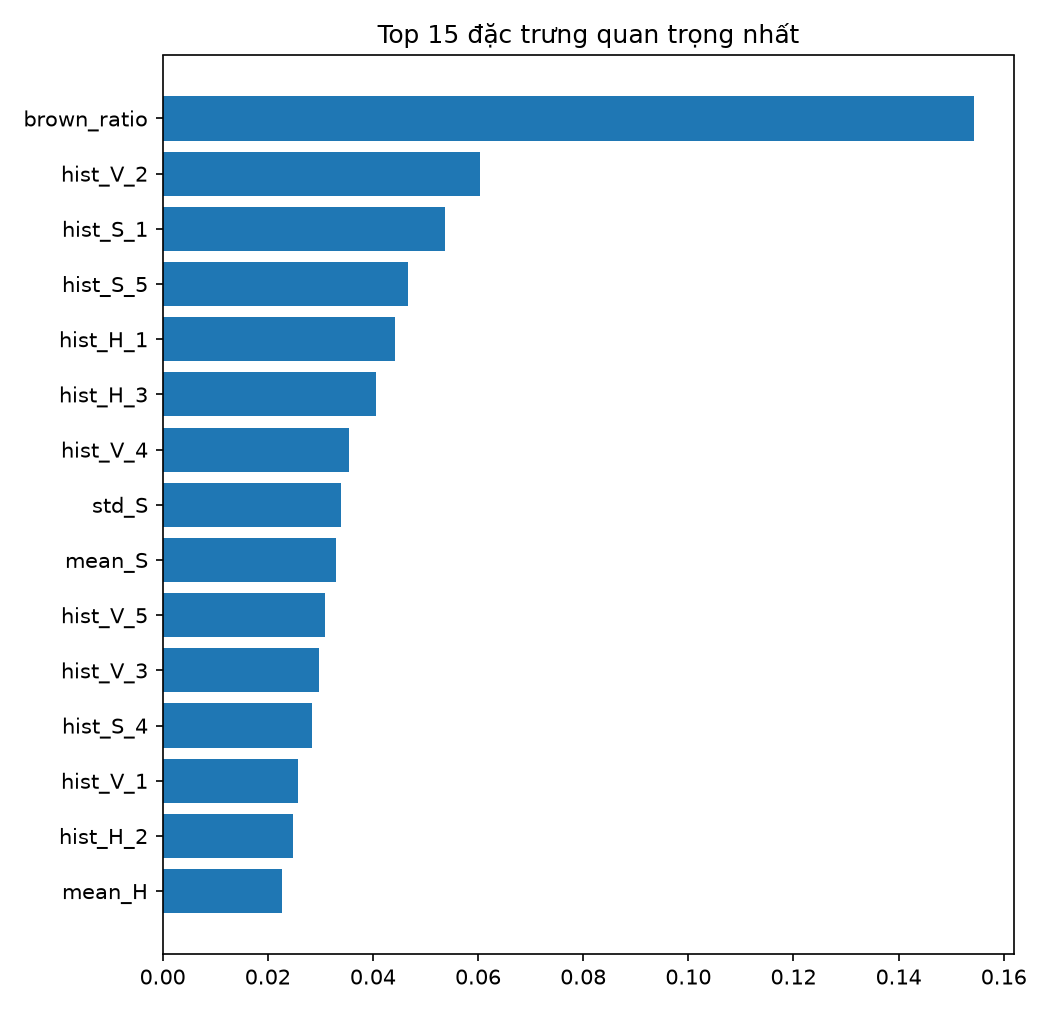 Top 15 đặc trưng quan trọng nhất
brown_ratio
hist_V_2
hist_S_1
hist_S_5
hist_H_1
hist_H_3
hist_V_4
std_S
mean_S
hist_V_5
hist_V_3
hist_S_4
hist_V_1
hist_H_2
mean_H
0.00 0.02 0.04 0.06 0.08 0.10 0.12 0.14 0.16